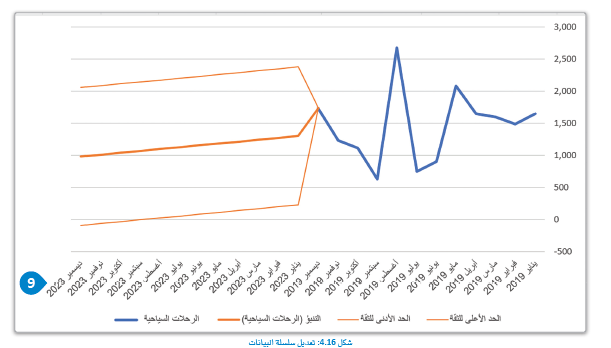 3,000
2,500
2,000
1,500
1,000
500
0
-500
يناير 2019
فبراير 2019
مارس 2019
أبريل 2019
مايو 2019
يونيو 2019
يوليو 2019
أغسطس 2019
سبتمبر 2019
أكتوبر 2019
نوفمبر 2019
ديسمبر 2019
يناير 2023
فبراير 2023
مارس 2023
أبريل 2023
مايو 2023
يونيو 2023
يوليو 2023
أغسطس 2023
سبتمبر 2023
أكتوبر 2023
نوفمبر 2023
ديسمبر 2023
9
الحد الأعلى للثقة الحد الأدنى للثقة التنبؤ (الرحلات السياحية) الرحلات السياحية
شكل 4.16: تعديل سلسلة البيانات